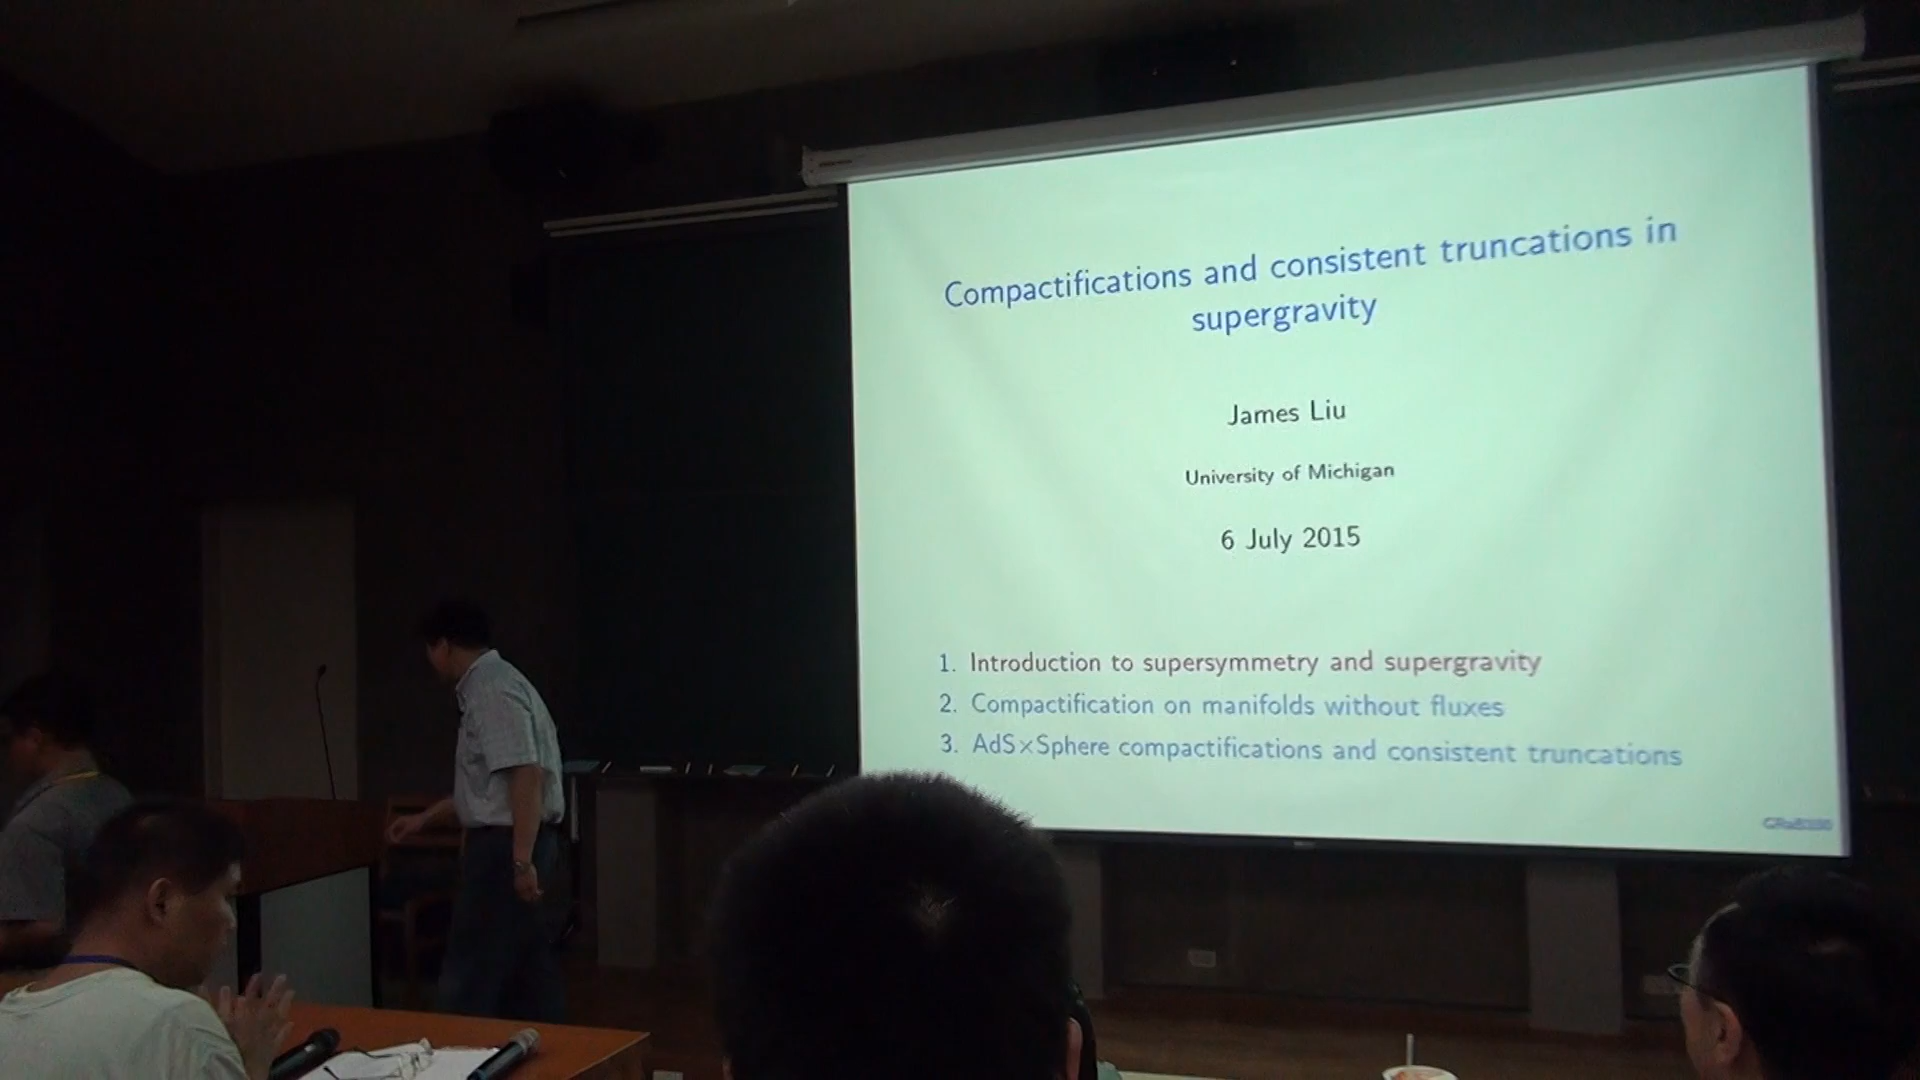 Compactifications and consistent truncations in
supergravity
James Liu
University of Michigan
6 July 2015
1. Introduction to supersymmetry and supergravity
2. Compactification on manifolds without fluxes
3. AdS×Sphere compactifications and consistent truncations